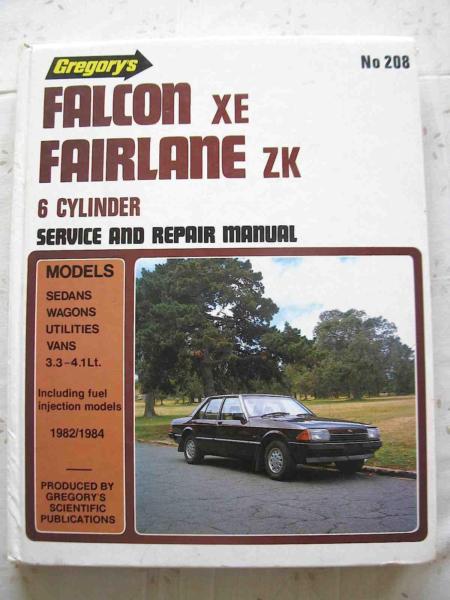 Gregory's
No 208
FALCON XE
FAIRLANE ZK
6 CYLINDER
SERVICE AND REPAIR MANUAL
MODELS
SEDANS
WAGONS
UTILITIES
VANS
3.3-4.1Lt.
Including fuel
injection models
1982/1984
PRODUCED BY
GREGORY'S
SCIENTIFIC
PUBLICATIONS